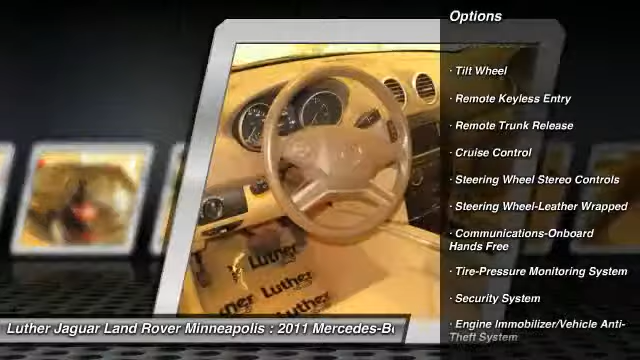 Options
· Tilt Wheel
· Remote Keyless Entry
· Remote Trunk Release
· Cruise Control
· Steering Wheel Stereo Controls
· Steering Wheel-Leather Wrapped
· Communications-Onboard
Hands Free
· Tire-Pressure Monitoring System
· Security System
· Engine Immobilizer/Vehicle Anti-
Theft System
Luther
Luther
Luther
Luther Jaguar Land Rover Minneapolis : 2011 Mercedes-Be